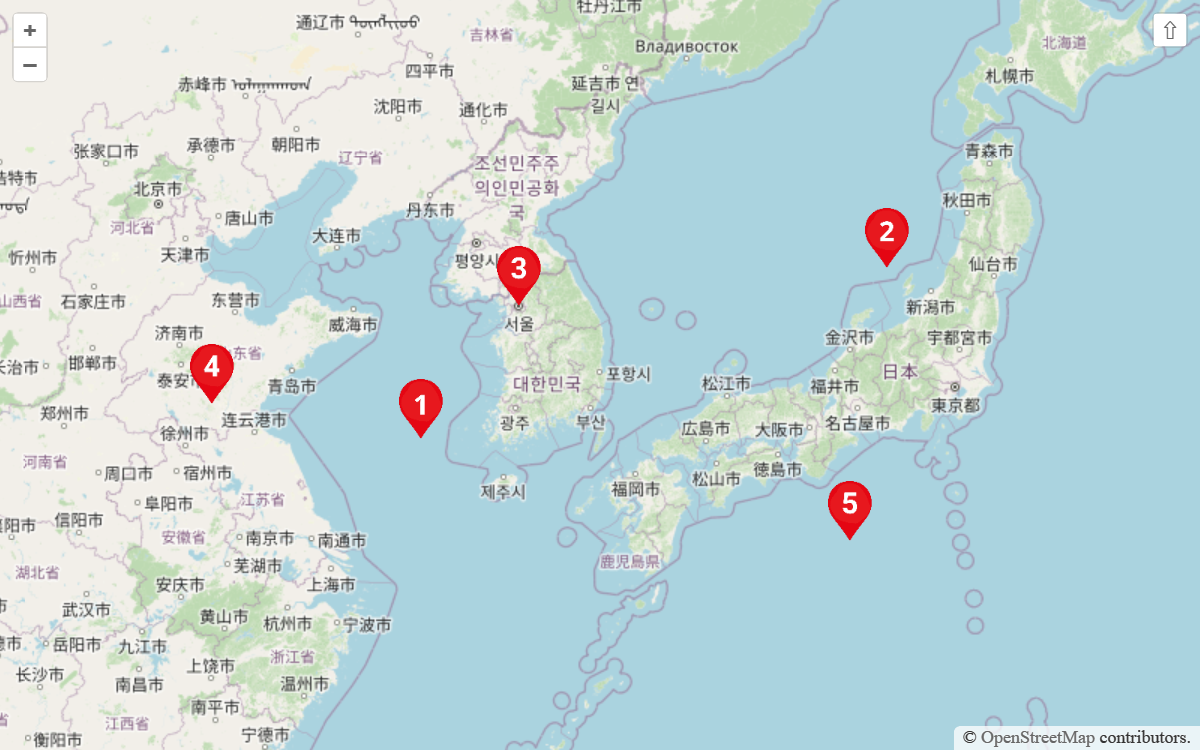 +
−
⇧
牡丹江市
通辽市
吉林省
Владивосток
北海道
四平市
札幌市
赤峰市
延吉市 연
길시
沈阳市
通化市
承德市
朝阳市
张家口市
辽宁省
조선민주주
의인민공화
국
青森市
北京市
秋田市
丹东市
唐山市
河北省
大连市
2
天津市
忻州市
평양시
3
仙台市
石家庄市
东营市
山西省
新潟市
서울
威海市
济南市
金沢市
宇都宮市
东省
长治市
邯郸市
4
泰安
青岛市
포항시
日本
대한민국
松江市
福井市
1
东京都
郑州市
连云港市
광주
부산
名古屋市
徐州市
広島市
大阪市
河南省
周口市
宿州市
徳島市
松山市
제주시
福岡市
阜阳市
江苏省
5
信阳市
安徽省
南京市
南通市
鹿児島県
芜湖市
湖北省
安庆市
上海市
武汉市
黄山市
杭州市
宁波市
岳阳市
九江市
浙江省
上饶市
长沙市
南昌市
温州市
南平市
江西省
宁德市
衡阳市
© OpenStreetMap contributors.